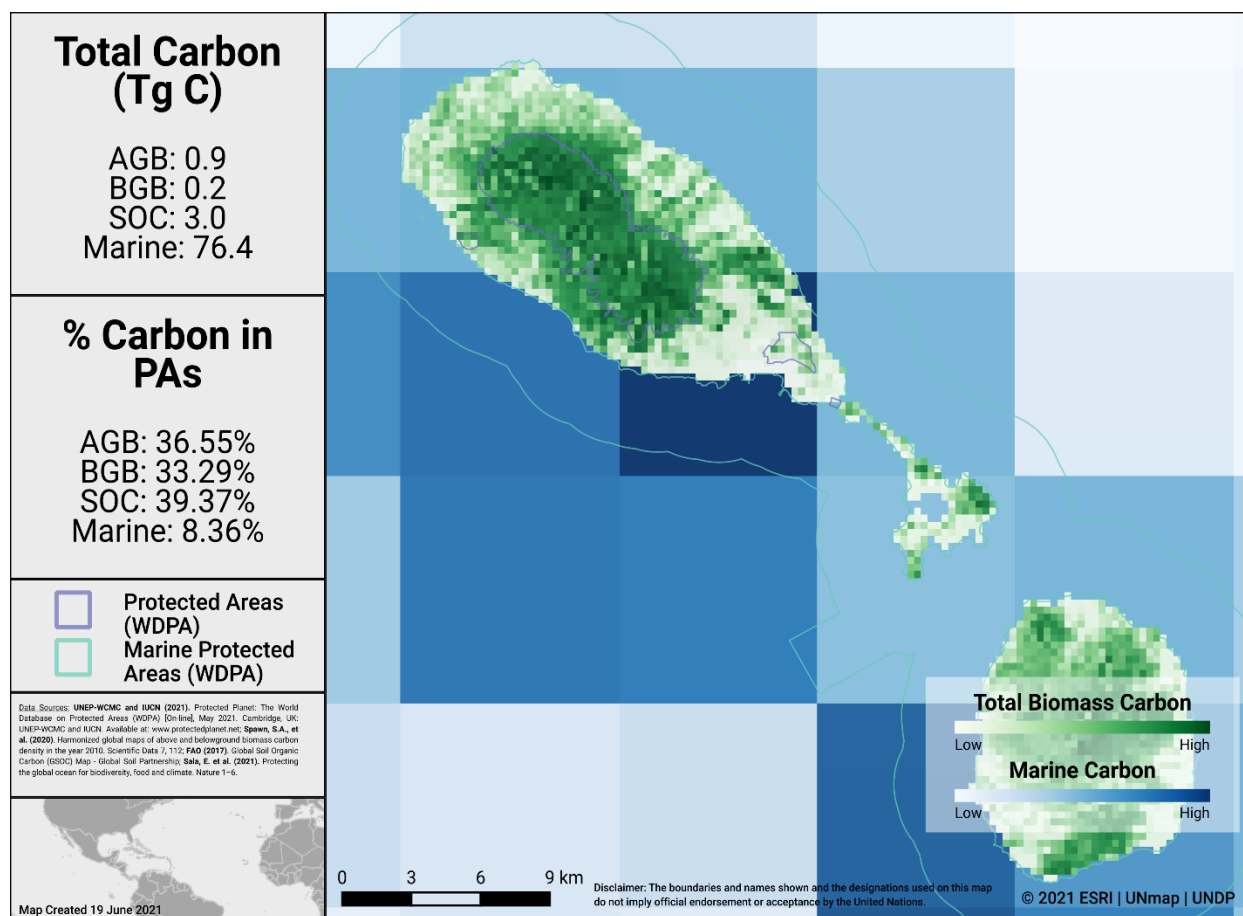 Total Carbon
(Tg C)
AGB: 0.9
BGB: 0.2
SOC: 3.0
Marine: 76.4
% Carbon in
PAs
AGB: 36.55%
BGB: 33.29%
SOC: 39.37%
Marine: 8.36%
Protected Areas
(WDPA)
Marine Protected
Areas (WDPA)
Data Sources: UNEP-WCMC and IUCN (2021). Protected Planet: The World
Database on Protected Areas (WDPA) [On-line], May 2021. Cambridge, UK:
UNEP-WCMC and IUCN. Available at: www.protectedplanet.net; Spawn, S.A., et
al. (2020). Harmonized global maps of above and belowground biomass carbon
density in the year 2010. Scientific Data 7, 112; FAO (2017). Global Soil Organic
Carbon (GSOC) Map - Global Soil Partnership; Sala, E. et al. (2021). Protecting
the global ocean for biodiversity, food and climate. Nature 1–6.
Map Created 19 June 2021
Total Biomass Carbon
Low High
Marine Carbon
Low High
0 3 6 9 km
Disclaimer: The boundaries and names shown and the designations used on this map
do not imply official endorsement or acceptance by the United Nations.
© 2021 ESRI | UNmap | UNDP